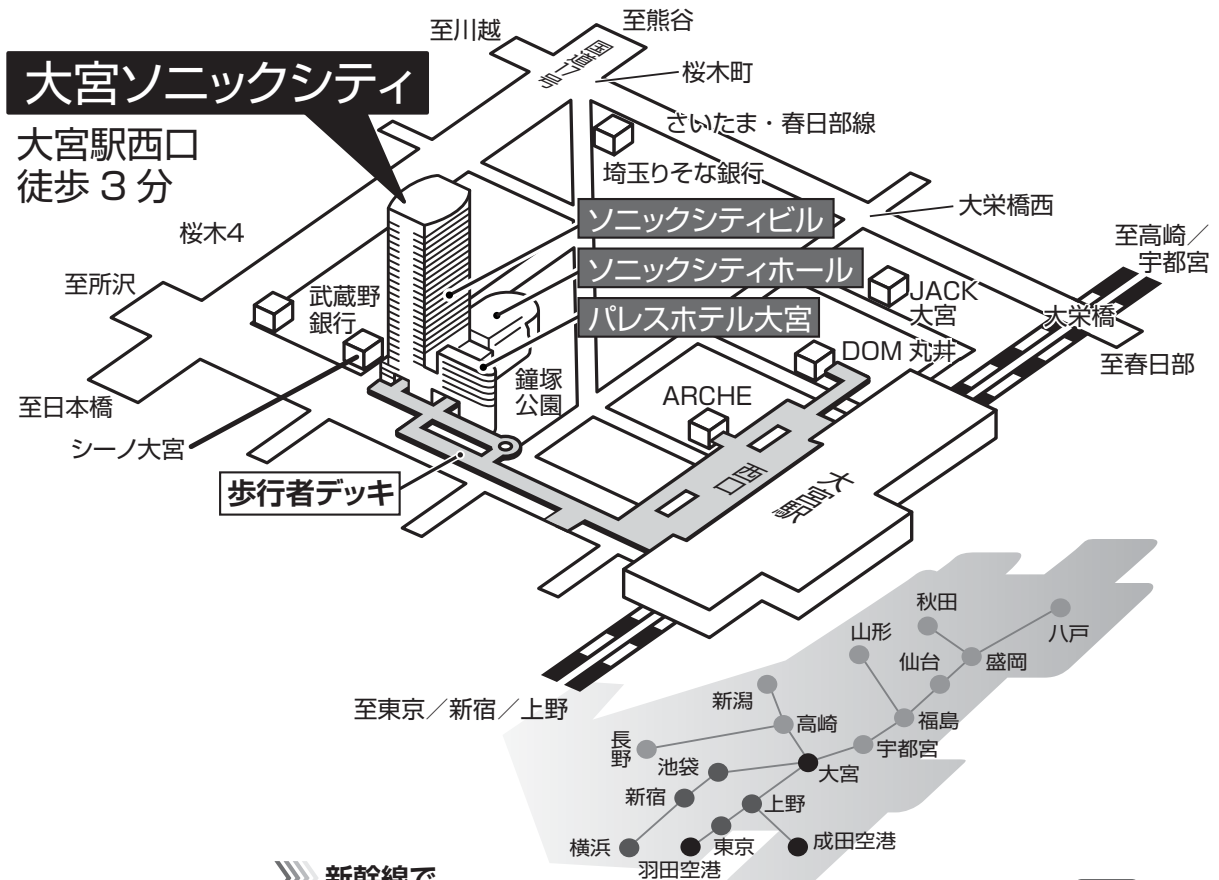 至川越
至熊谷
国道17号
大宮ソニックシティ
桜木町
大宮駅西口
徒歩 3 分
さいたま・春日部線
埼玉りそな銀行
大栄橋西
桜木4
ソニックシティビル
至高崎／
宇都宮
ソニックシティホール
至所沢
武蔵野
銀行
JACK
大宮
パレスホテル大宮
大栄橋
DOM 丸井
至春日部
鐘塚
公園
ARCHE
至日本橋
シーノ大宮
歩行者デッキ
西口
大宮駅
秋田
八戸
山形
仙台
盛岡
至東京／新宿／上野
新潟
高崎
福島
長野
宇都宮
池袋
大宮
新宿
上野
横浜
東京
成田空港
羽田空港
新幹線で